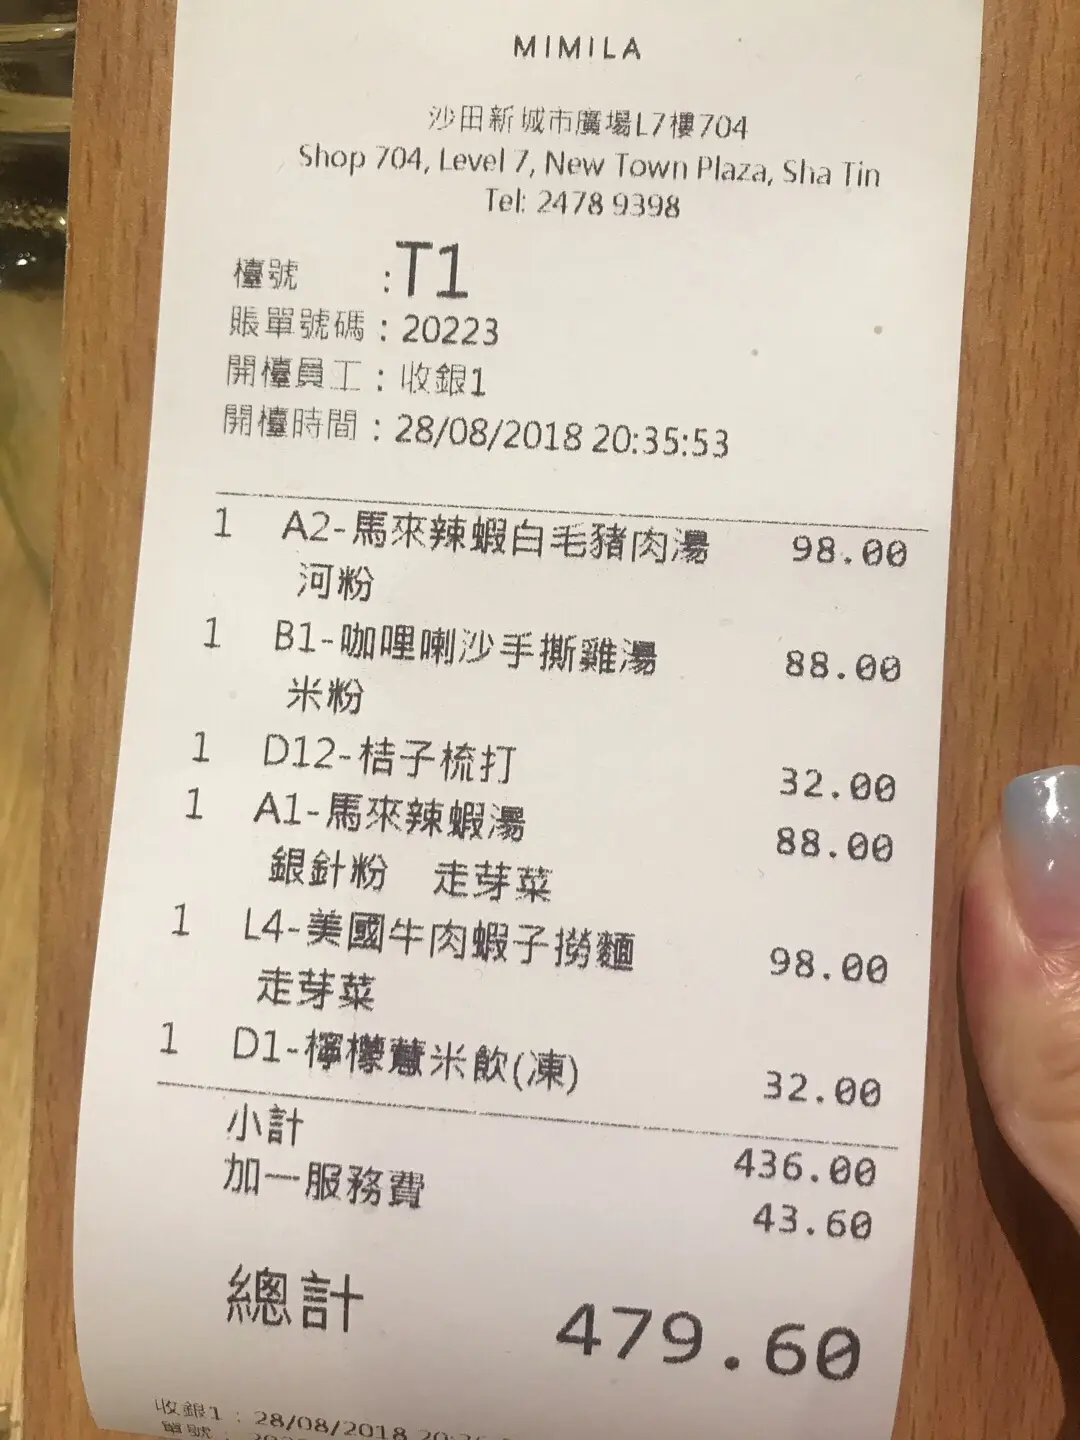 MIMILA
沙田新城市廣場L7樓704
Shop 704, Level 7, New Town Plaza, Sha Tin
Tel: 2478 9398
檯號 :T1
賬單號碼 : 20223
開檯員工 : 收銀1
開檯時間 : 28/08/2018 20:35:53
1 A2-馬來辣蝦白毛豬肉湯 98.00
河粉
1 B1-咖哩喇沙手撕雞湯 88.00
米粉
1 D12-桔子梳打 32.00
1 A1-馬來辣蝦湯 88.00
銀針粉 走芽菜
1 L4-美國牛肉蝦子撈麵 98.00
走芽菜
1 D1-檸檬薏米飲(凍) 32.00
小計 436.00
加一服務費 43.60
總計 479.60
收銀1 : 28/08/2018
單號 :